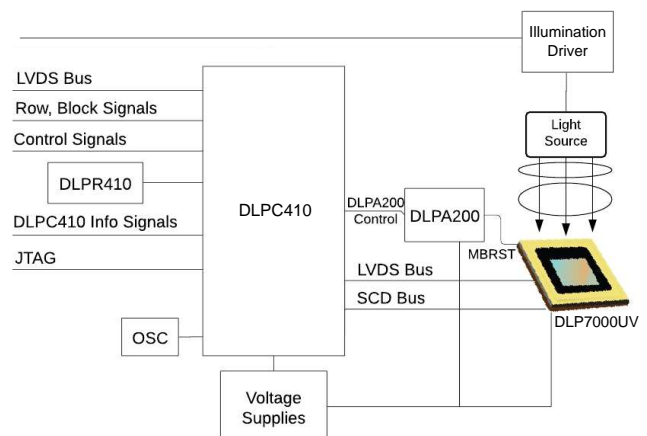 Illumination
Driver
LVDS Bus
Row, Block Signals
Control Signals
Light
Source
DLPR410
DLPC410
DLPA200
Control
DLPA200
DLPC410 Info Signals
MBRST
JTAG
LVDS Bus
SCD Bus
DLP7000UV
OSC
Voltage
Supplies